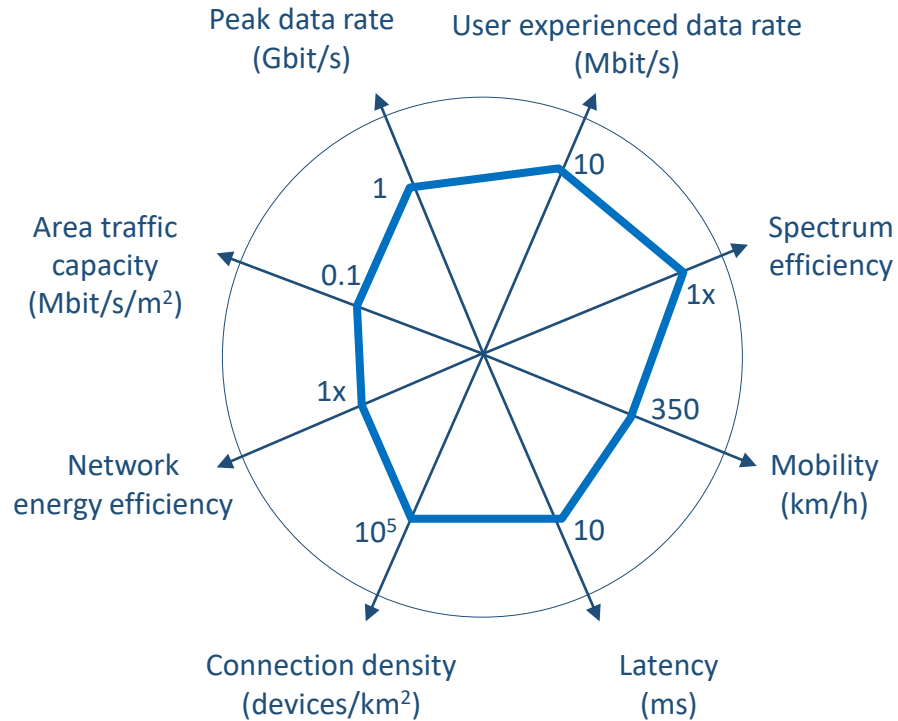 Peak data rate
(Gbit/s)
User experienced data rate
(Mbit/s)
10
1
Area traffic
capacity
(Mbit/s/m²)
0.1
Spectrum
efficiency
1x
1x
350
Network
energy efficiency
Mobility
(km/h)
10⁵
10
Connection density
(devices/km²)
Latency
(ms)